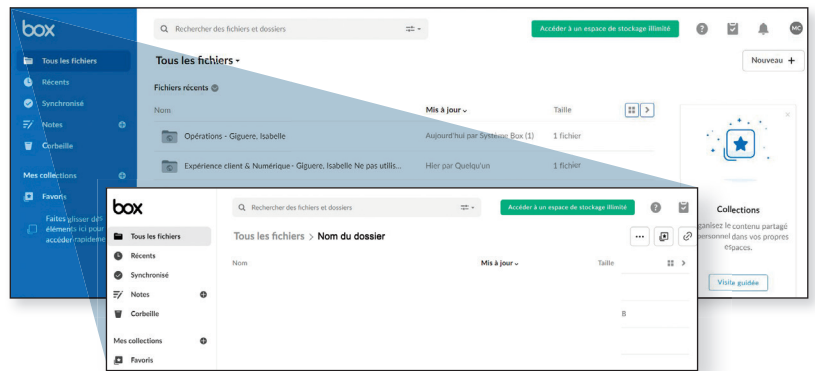 box
Rechercher des fichiers et dossiers
Accéder à un espace de stockage illimité
MC
Tous les fichiers
Récents
Synchronisé
Notes
Corbeille
Mes collections
Favoris
Faites glisser des
éléments ici pour
accéder
Tous les fichiers
Nouveau +
Fichiers récents
Nom Mis à jour Taille
Opérations - Giguere, Isabelle Aujourd'hui par Système Box (1) 1 fichier
Expérience client & Numérique - Giguere, Isabelle Ne pas utilis... Hier par Quelqu'un 1 fichier
Collections
le contenu partagé
personnel dans vos propres
espaces.
Visite guidée
box
Rechercher des fichiers et dossiers
Accéder à un espace de stockage illimité
Tous les fichiers
Récents
Synchronisé
Notes
Corbeille
Mes collections
Favoris
Tous les fichiers > Nom du dossier
Nom Mis à jour Taille
B